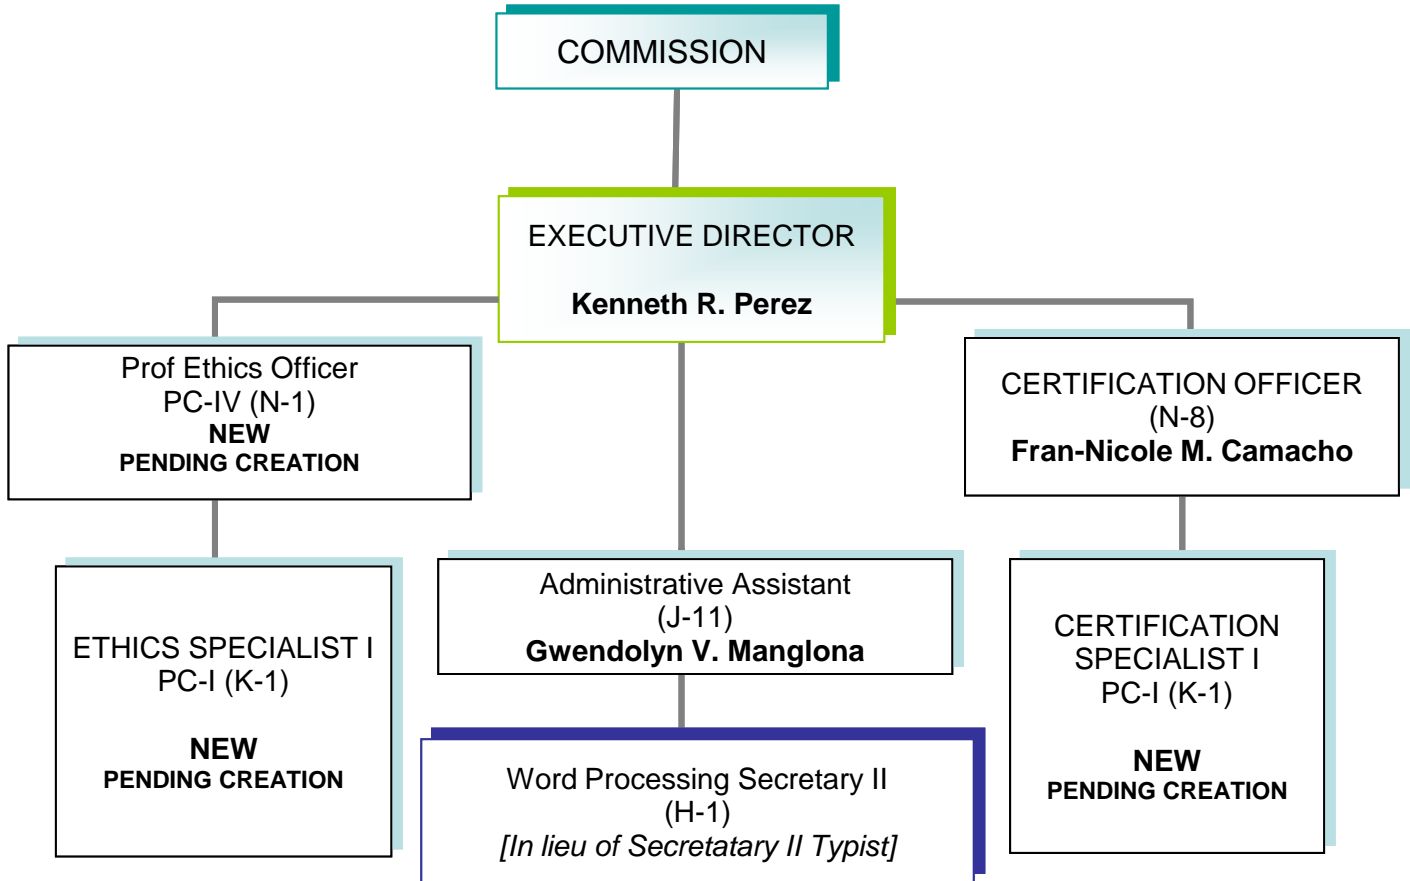 COMMISSION
EXECUTIVE DIRECTOR
Kenneth R. Perez
Prof Ethics Officer
PC-IV (N-1)
NEW
PENDING CREATION
CERTIFICATION OFFICER
(N-8)
Fran-Nicole M. Camacho
ETHICS SPECIALIST I
PC-I (K-1)
NEW
PENDING CREATION
Administrative Assistant
(J-11)
Gwendolyn V. Manglona
CERTIFICATION
SPECIALIST I
PC-I (K-1)
NEW
PENDING CREATION
Word Processing Secretary II
(H-1)
[In lieu of Secretatary II Typist]